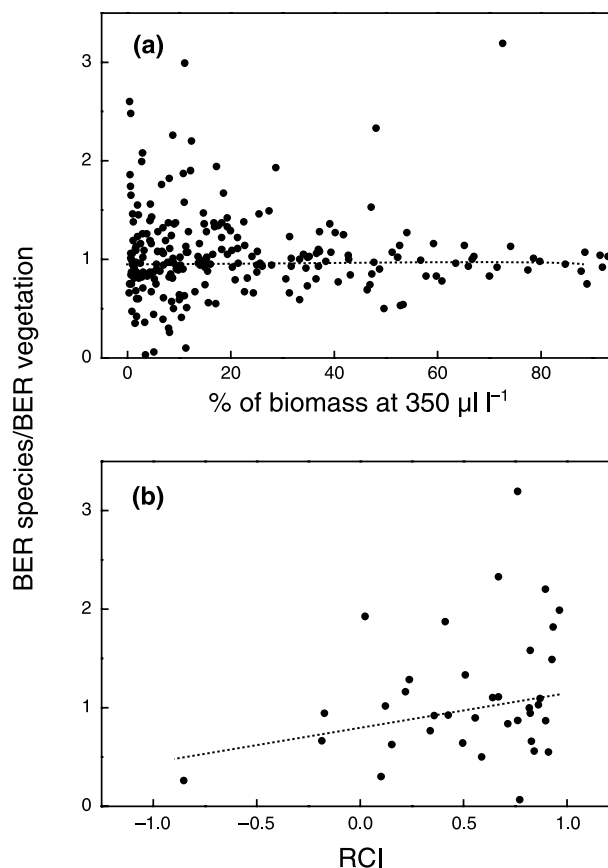 (a)
3
2
1
0
0 20 40 60 80
% of biomass at 350 µl l⁻¹
BER species/BER vegetation
(b)
3
2
1
0
−1.0 −0.5 0.0 0.5 1.0
RCI